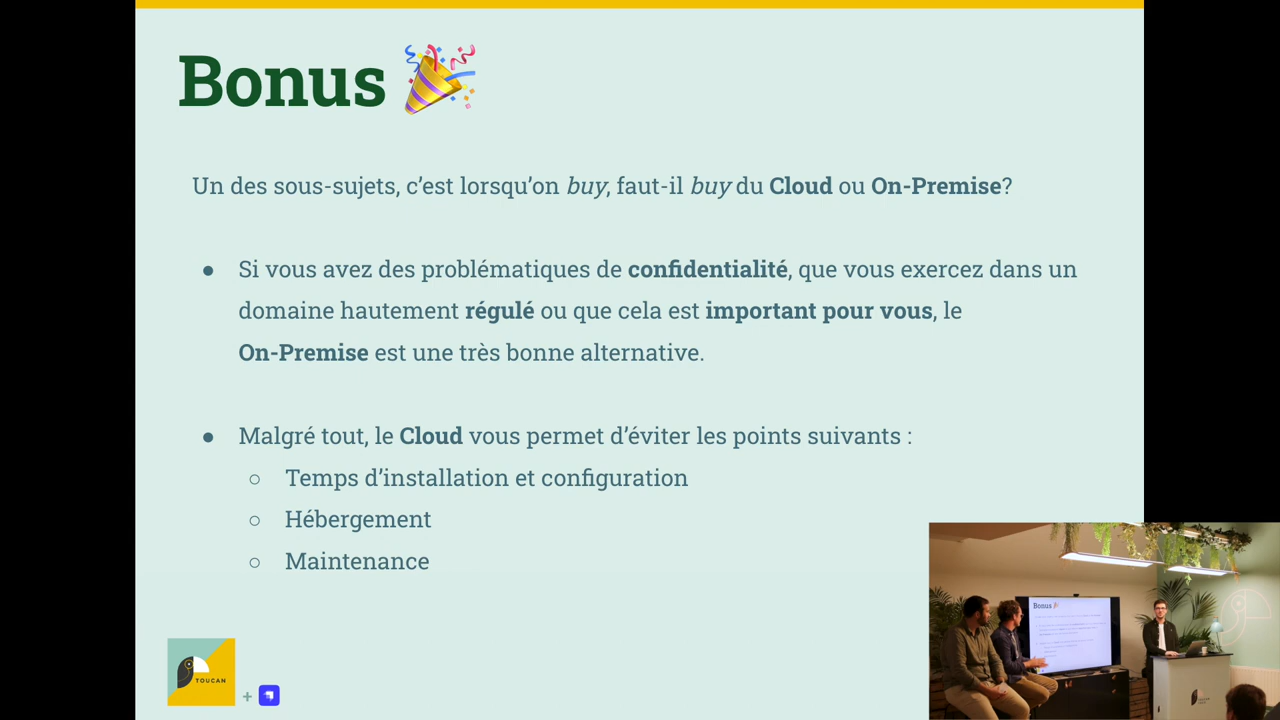 Bonus
Un des sous-sujets, c’est lorsqu’on buy, faut-il buy du Cloud ou On-Premise?
● Si vous avez des problématiques de confidentialité, que vous exercez dans un
domaine hautement régulé ou que cela est important pour vous, le
On-Premise est une très bonne alternative.
● Malgré tout, le Cloud vous permet d’éviter les points suivants :
○ Temps d’installation et configuration
○ Hébergement
○ Maintenance
TOUCAN
+
Bonus